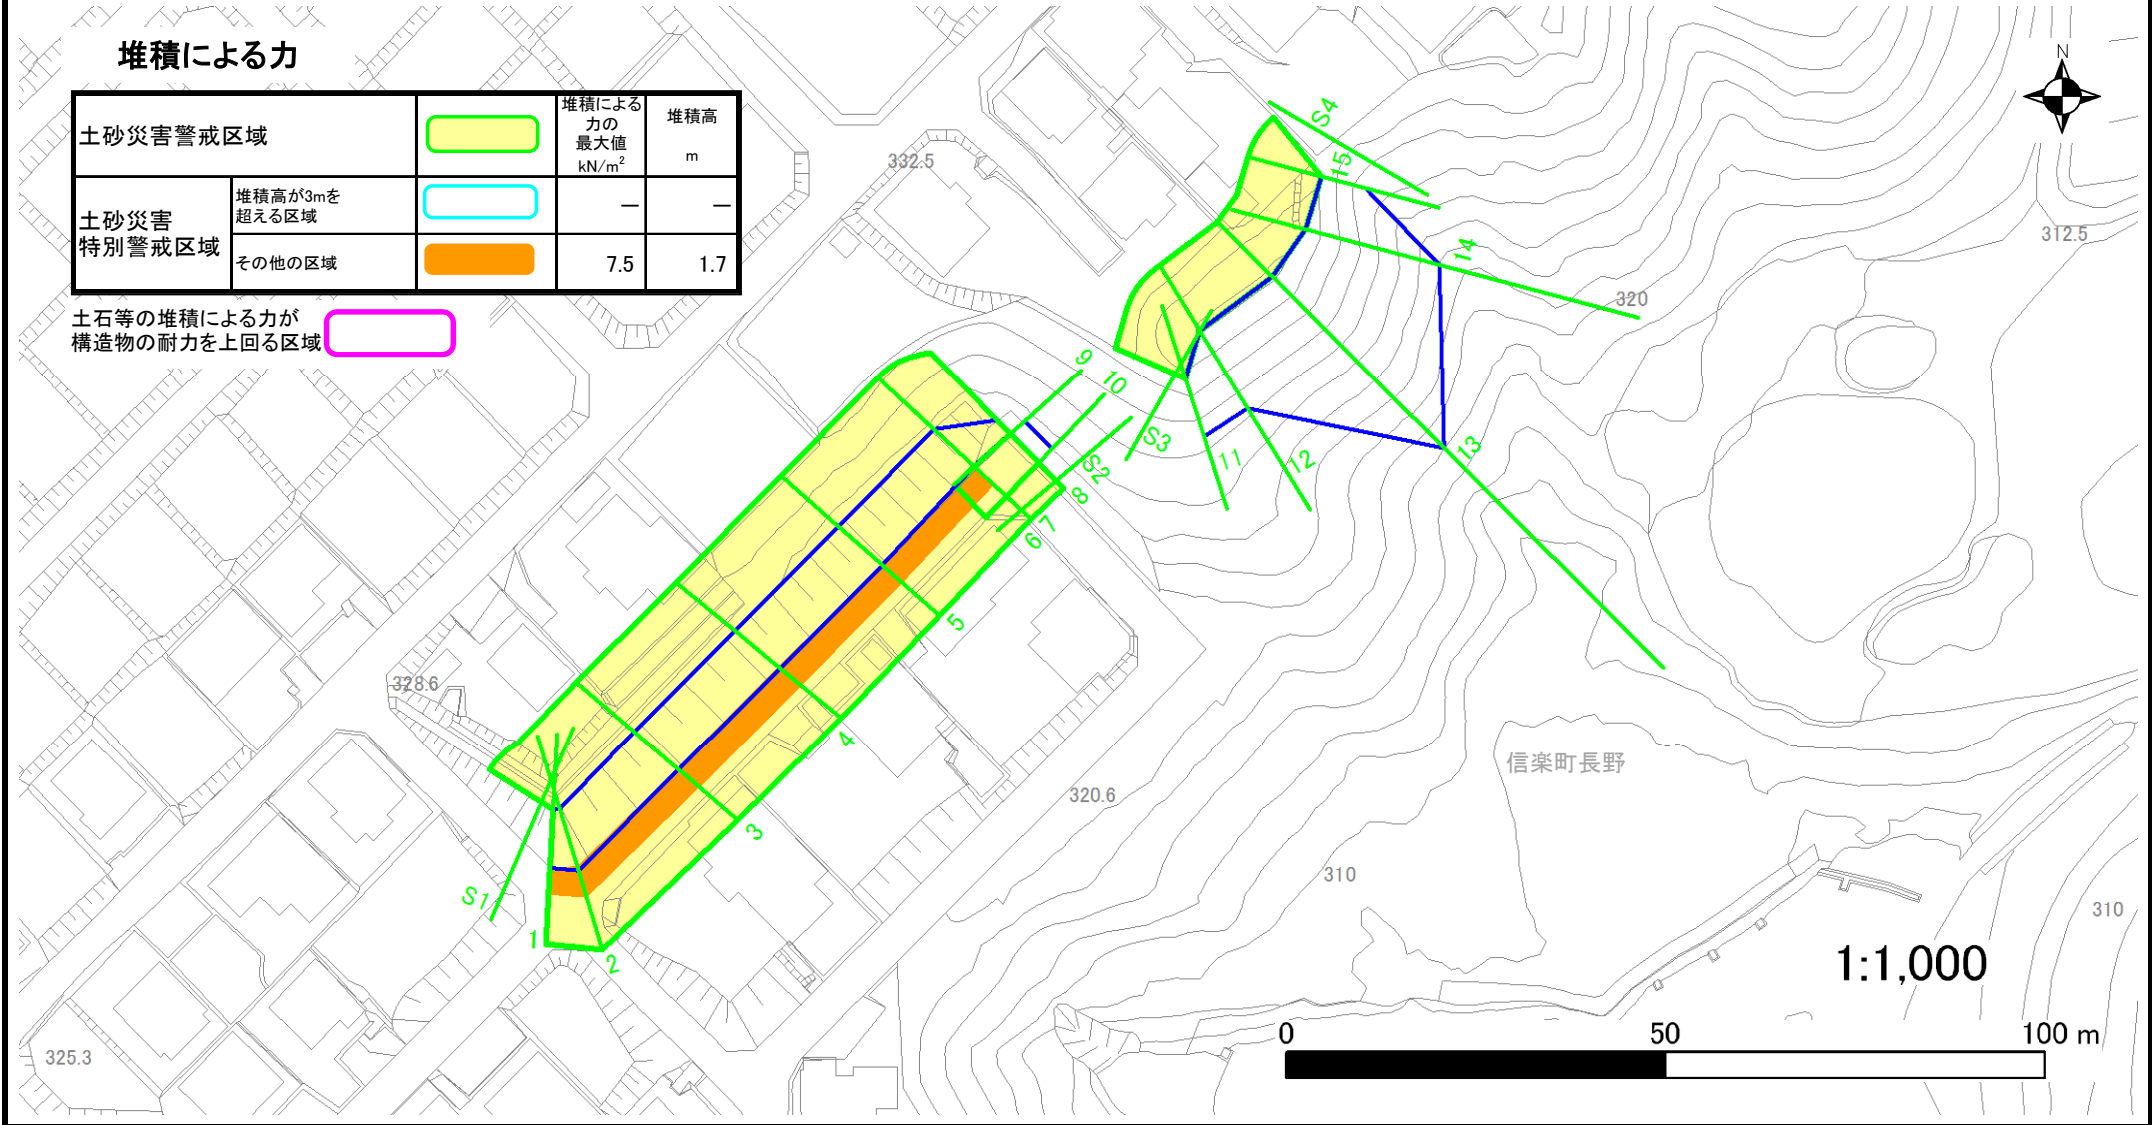 堆積による力
土砂災害警戒区域
堆積による
力の
最大値
kN/m²
堆積高
m
土砂災害
特別警戒区域
堆積高が3mを
超える区域
—
—
その他の区域
7.5
1.7
土石等の堆積による力が
構造物の耐力を上回る区域
N
332.5
312.5
320
328.6
320.6
310
310
325.3
信楽町長野
S4
15
14
13
12
11
S3
9
10
S2
8
7
6
5
4
3
2
1
S1
1:1,000
0
50
100 m